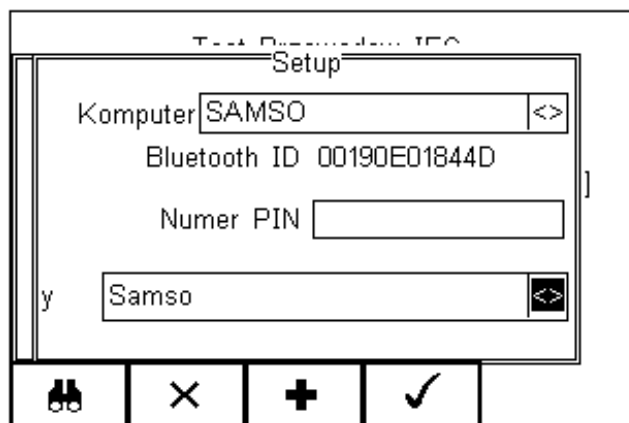 Setup
Komputer SAMSO <>
Bluetooth ID 00190E01844D
Numer PIN
y Samso <>